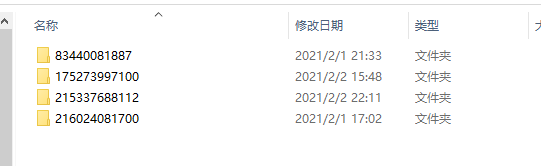 名称 修改日期 类型
83440081887 2021/2/1 21:33 文件夹
175273997100 2021/2/2 15:48 文件夹
215337688112 2021/2/2 22:11 文件夹
216024081700 2021/2/1 17:02 文件夹